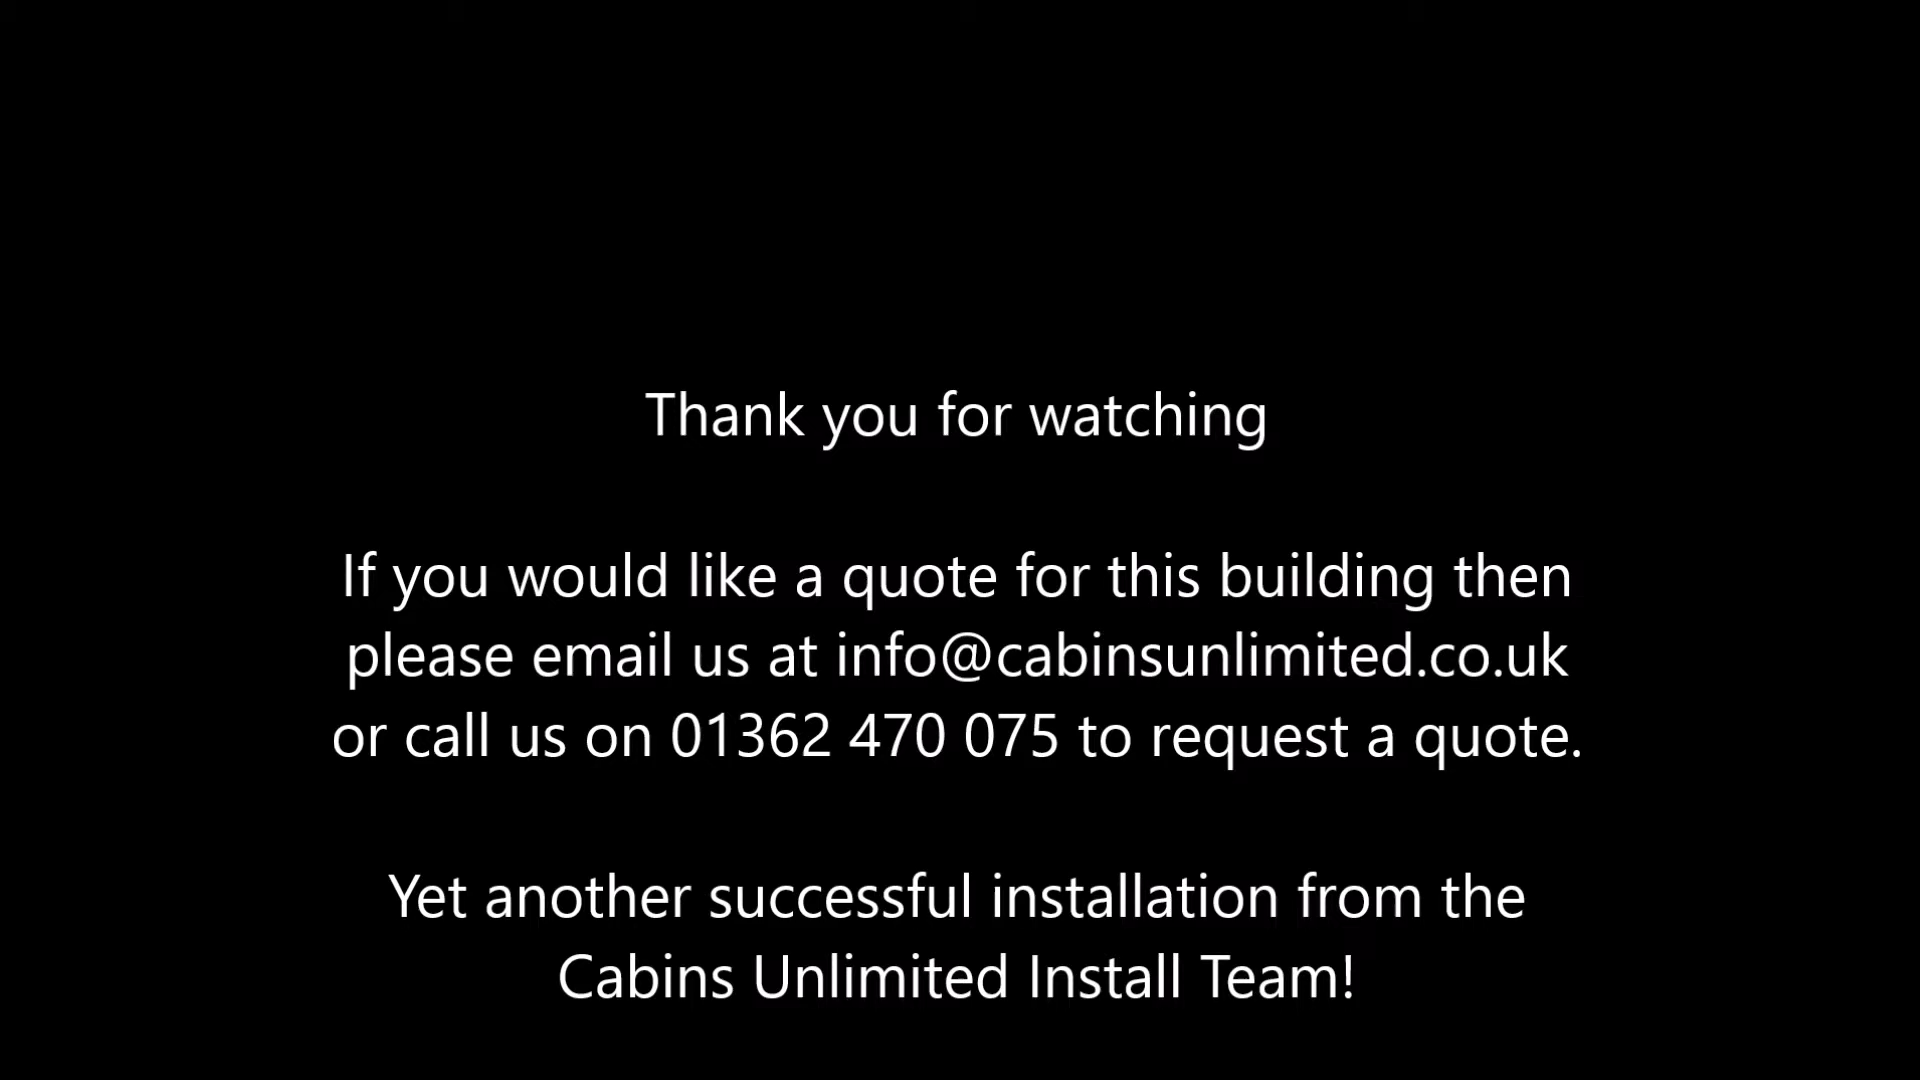 Thank you for watching
If you would like a quote for this building then
please email us at info@cabinsunlimited.co.uk
or call us on 01362 470 075 to request a quote.
Yet another successful installation from the
Cabins Unlimited Install Team!